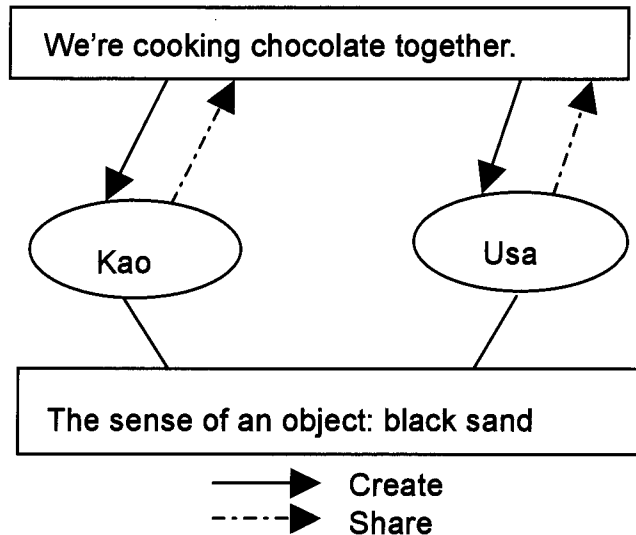 We're cooking chocolate together.
Kao
Usa
The sense of an object: black sand
Create
Share